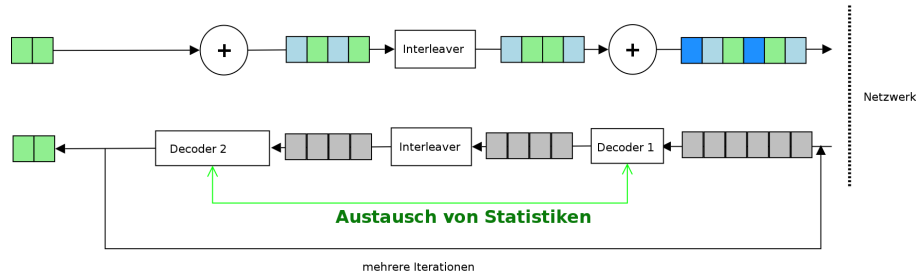 +
Interleaver
+
Netzwerk
Decoder 2
Interleaver
Decoder 1
Austausch von Statistiken
mehrere Iterationen